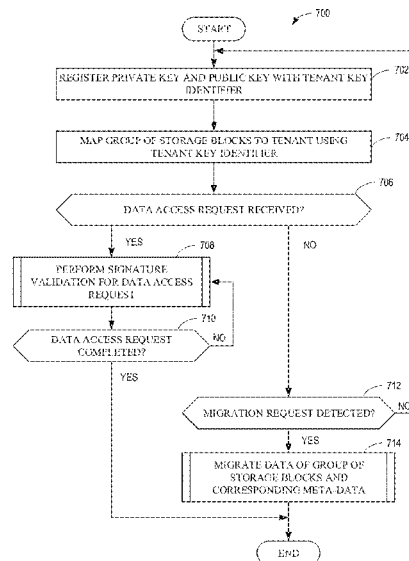 700
START
REGISTER PRIVATE KEY AND PUBLIC KEY WITH TENANT KEY
IDENTIFIER
702
MAP GROUP OF STORAGE BLOCKS TO TENANT USING
TENANT KEY IDENTIFIER
704
706
DATA ACCESS REQUEST RECEIVED?
YES
NO
708
PERFORM SIGNATURE
VALIDATION FOR DATA ACCESS
REQUEST
710
DATA ACCESS REQUEST
COMPLETED?
NO
YES
712
MIGRATION REQUEST DETECTED?
NO
YES
714
MIGRATE DATA OF GROUP OF
STORAGE BLOCKS AND
CORRESPONDING META-DATA
END